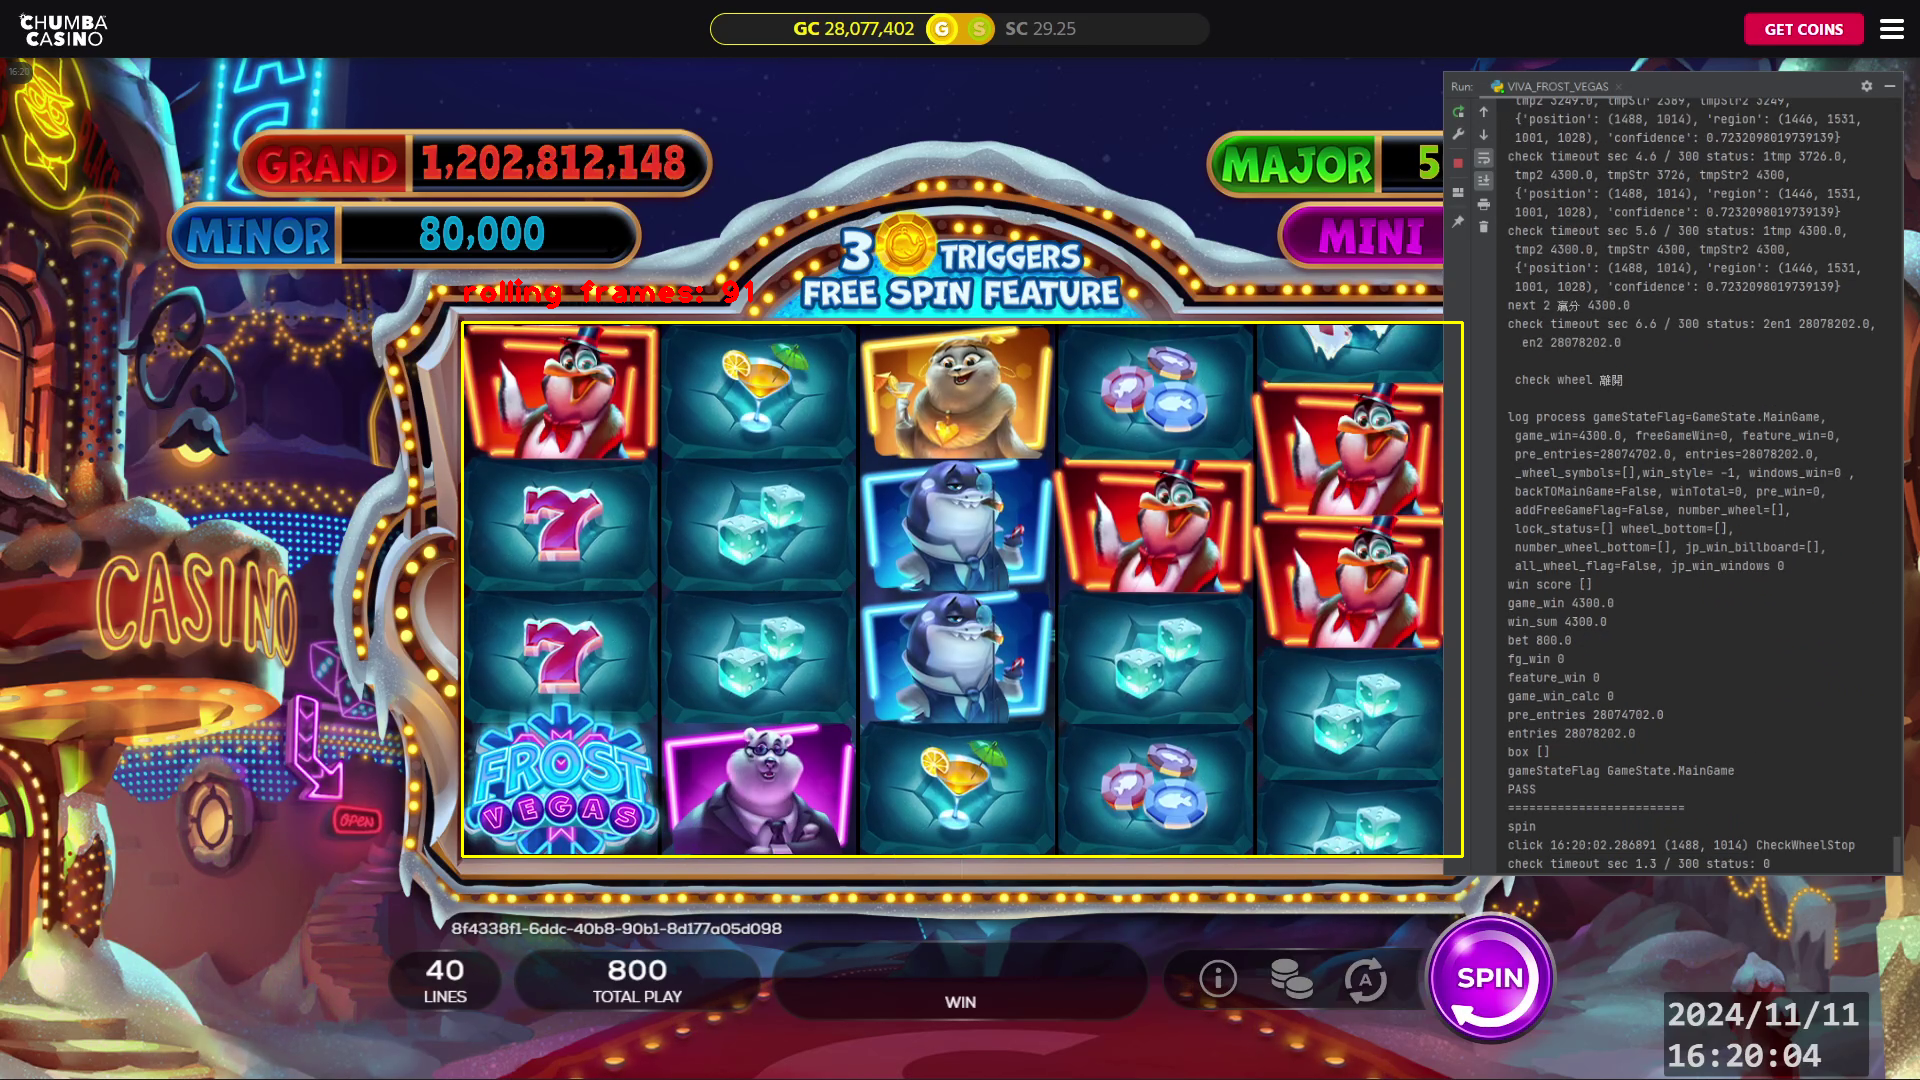 CHUMBA
CASINO
GC 28,077,402
G
S
SC 29.25
GET COINS
16:20
GRAND
1,202,812,148
MINOR
80,000
MAJOR
5
MINI
3 TRIGGERS
FREE SPIN FEATURE
rolling frames: 91
CASINO
OPEN
7
7
FROST
VEGAS
Run:
VIVA_FROST_VEGAS
tmp2 3249.0, tmpStr 2389, tmpStr2 3249,
{'position': (1488, 1014), 'region': (1446, 1531,
1001, 1028), 'confidence': 0.7232098019739139}
check timeout sec 4.6 / 300 status: 1tmp 3726.0,
tmp2 4300.0, tmpStr 3726, tmpStr2 4300,
{'position': (1488, 1014), 'region': (1446, 1531,
1001, 1028), 'confidence': 0.7232098019739139}
check timeout sec 5.6 / 300 status: 1tmp 4300.0,
tmp2 4300.0, tmpStr 4300, tmpStr2 4300,
{'position': (1488, 1014), 'region': (1446, 1531,
1001, 1028), 'confidence': 0.7232098019739139}
next 2 贏分 4300.0
check timeout sec 6.6 / 300 status: 2en1 28078202.0,
en2 28078202.0
check wheel 離開
log process gameStateFlag=GameState.MainGame,
game_win=4300.0, freeGameWin=0, feature_win=0,
pre_entries=28074702.0, entries=28078202.0,
_wheel_symbols=[],win_style= -1, windows_win=0 ,
backTOMainGame=False, winTotal=0, pre_win=0,
addFreeGameFlag=False, number_wheel=[],
lock_status=[] wheel_bottom=[],
number_wheel_bottom=[], jp_win_billboard=[],
all_wheel_flag=False, jp_win_windows 0
win score []
game_win 4300.0
win_sum 4300.0
bet 800.0
fg_win 0
feature_win 0
game_win_calc 0
pre_entries 28074702.0
entries 28078202.0
box []
gameStateFlag GameState.MainGame
PASS
=========================
spin
click 16:20:02.286891 (1488, 1014) CheckWheelStop
check timeout sec 1.3 / 300 status: 0
8f4338f1-6ddc-40b8-90b1-8d177a05d098
40
LINES
800
TOTAL PLAY
WIN
A
SPIN
2024/11/11
16:20:04